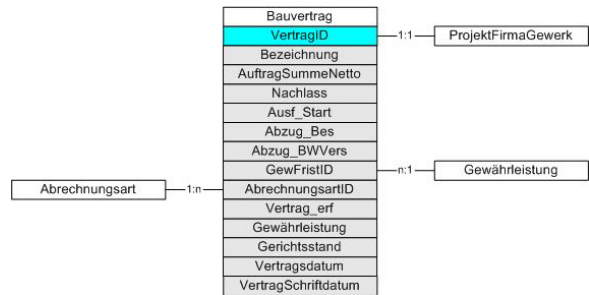 Bauvertrag
VertragID
1:1
ProjektFirmaGewerk
Bezeichnung
AuftragSummeNetto
Nachlass
Ausf_Start
Abzug_Bes
Abzug_BWVers
GewFristID
n:1
Gewährleistung
Abrechnungsart
1:n
AbrechnungsartID
Vertrag_erf
Gewährleistung
Gerichtsstand
Vertragsdatum
VertragSchriftdatum